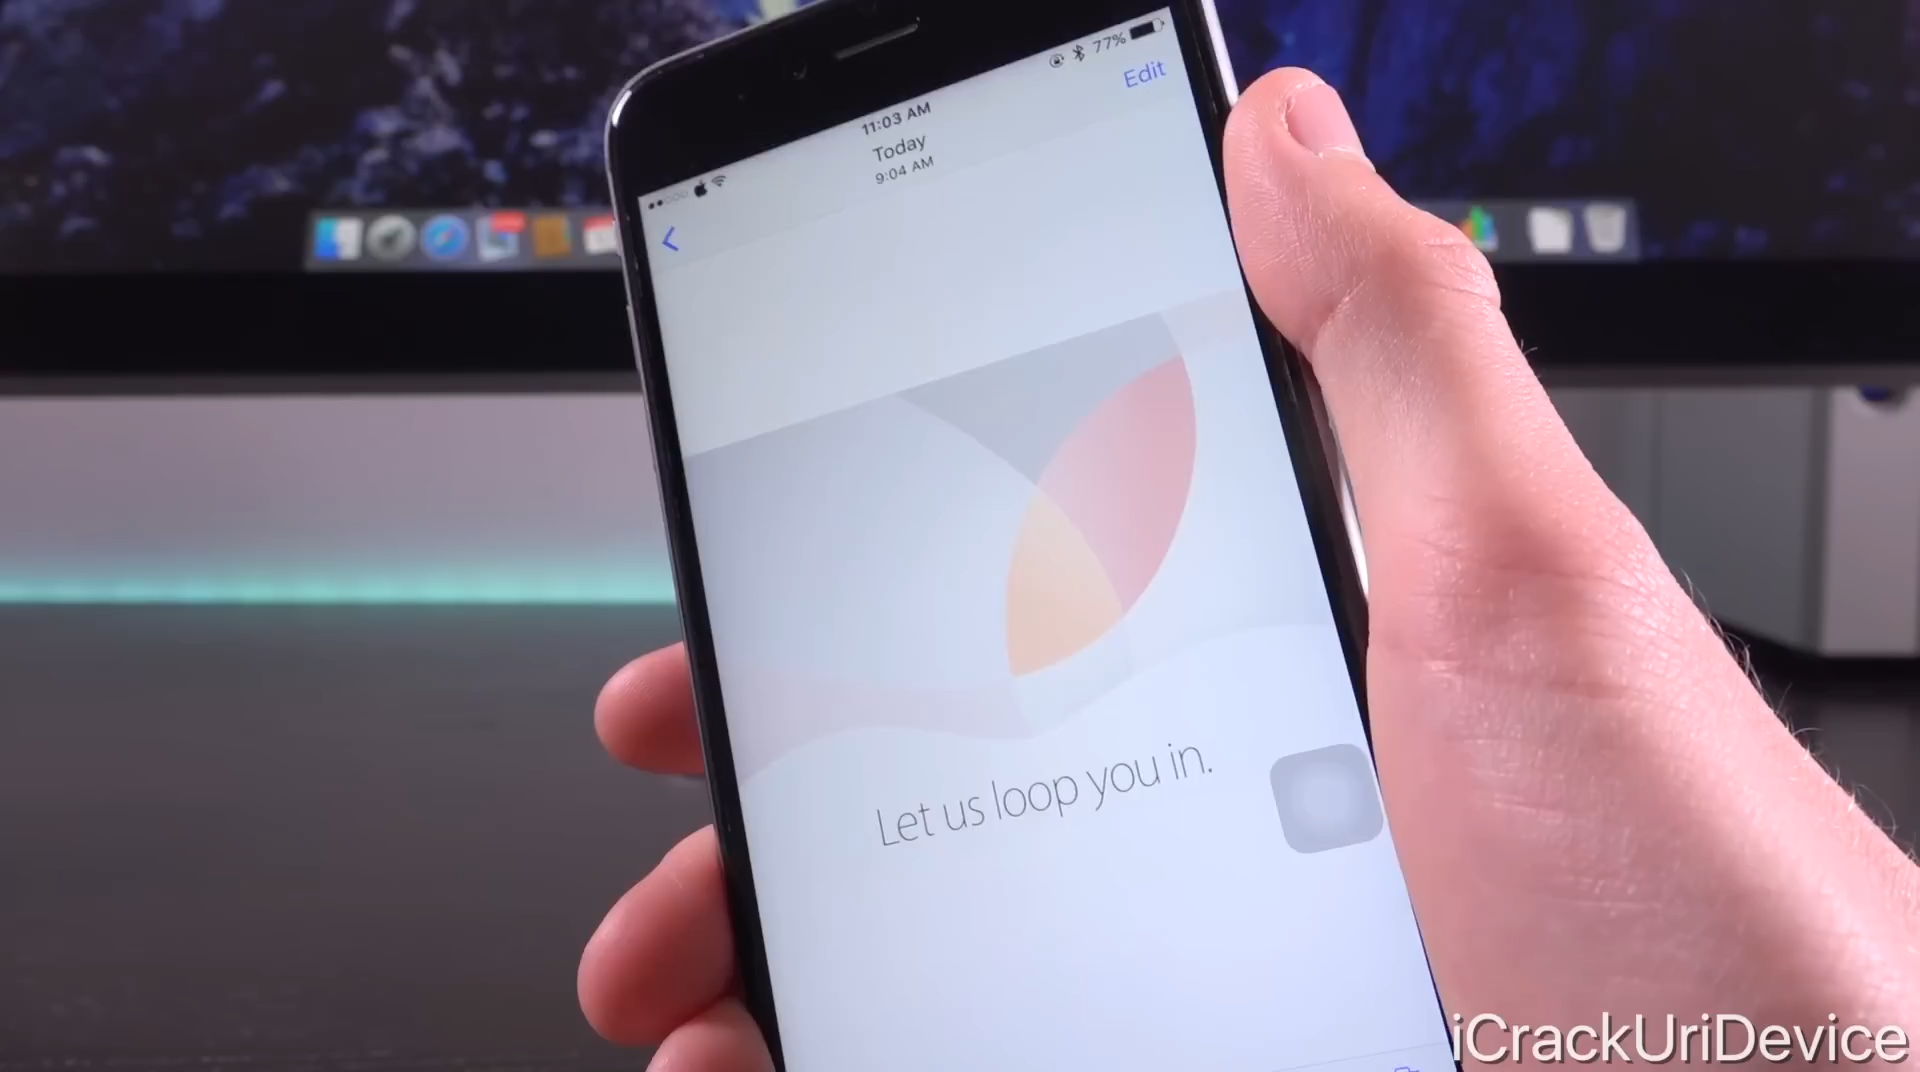 77%
Edit
11:03 AM
Today
9:04 AM
Let us loop you in.
iCrackUriDevice